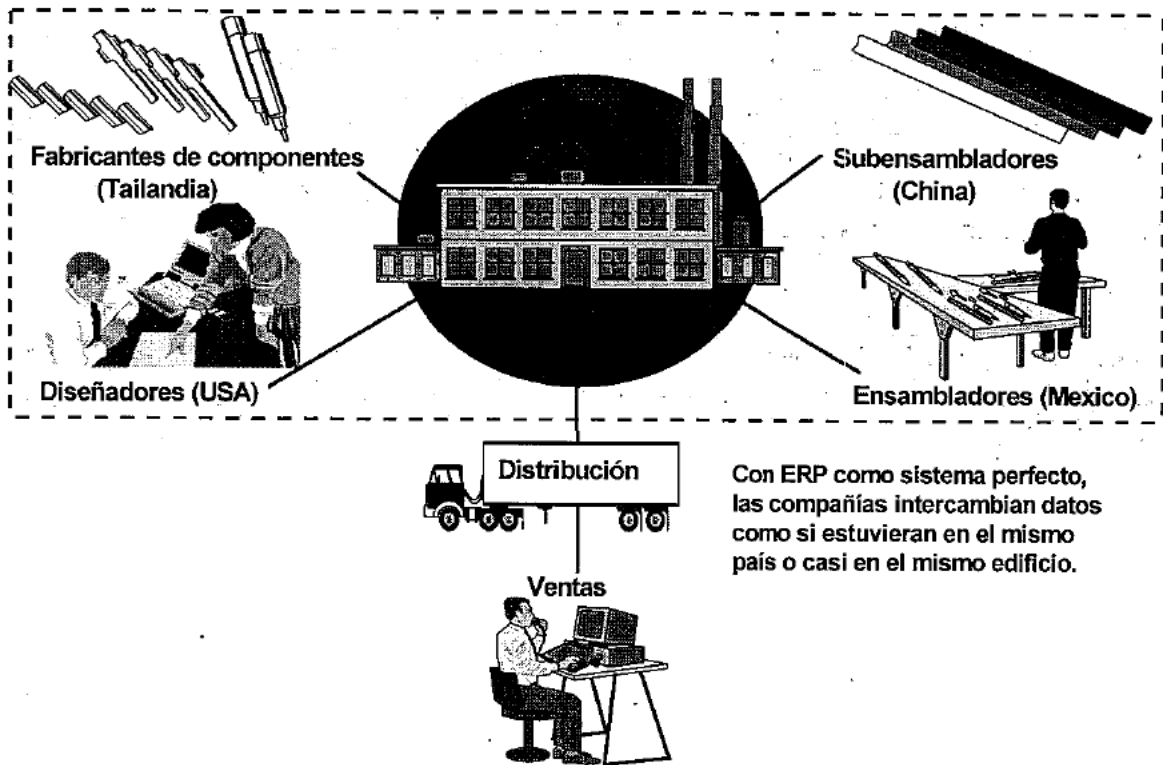 Fabricantes de componentes
(Tailandia)
Subensambladores
(China)
Diseñadores (USA)
Ensambladores (Mexico)
Distribución
Con ERP como sistema perfecto,
las compañías intercambian datos
como si estuvieran en el mismo
país o casi en el mismo edificio.
Ventas